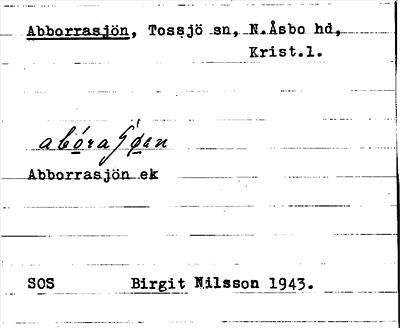 Abborrasjön, Tossjö sn, N.Åsbo hd,
Krist.l.
Abborrasjön ek
SOS Birgit Nilsson 1943.